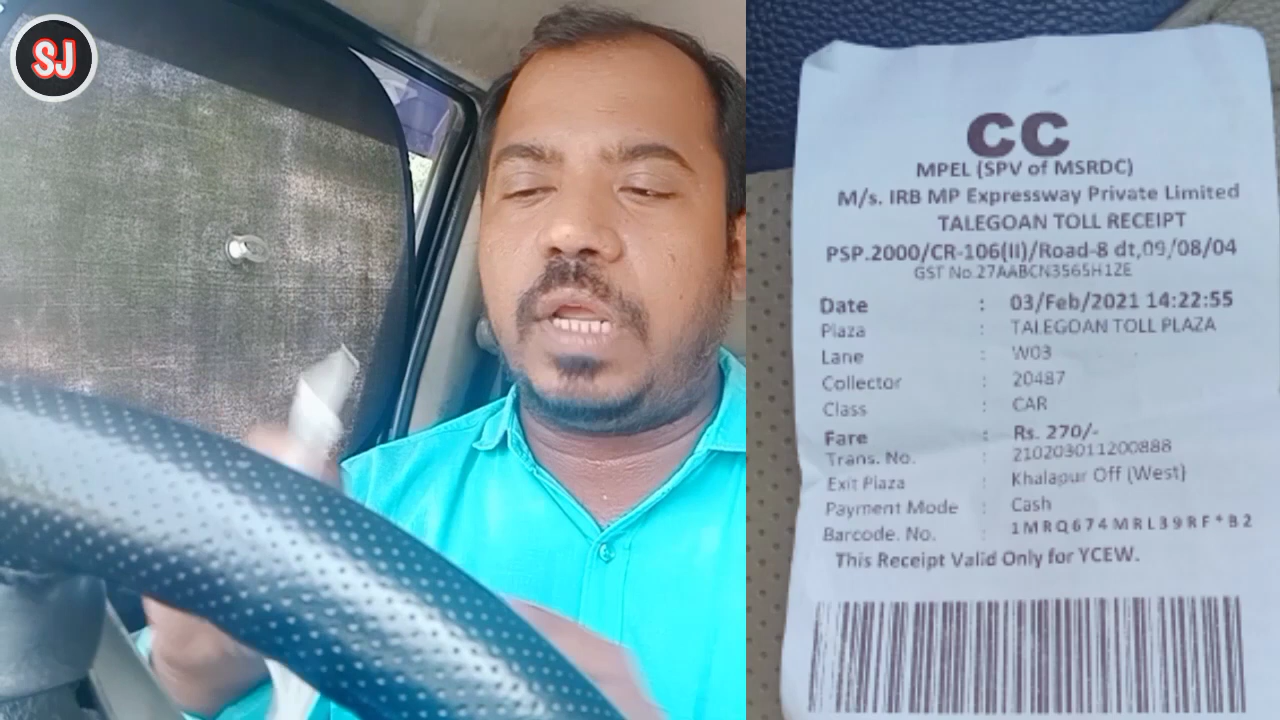 SJ
CC
MPEL (SPV of MSRDC)
M/s. IRB MP Expressway Private Limited
TALEGOAN TOLL RECEIPT
PSP.2000/CR-106(II)/Road-8 dt,09/08/04
GST No.27AABCN3565H1ZE
Date : 03/Feb/2021 14:22:55
Plaza : TALEGOAN TOLL PLAZA
Lane : W03
Collector : 20487
Class : CAR
Fare : Rs. 270/-
Trans. No. : 210203011200888
Exit Plaza : Khalapur Off (West)
Payment Mode : Cash
Barcode. No. : 1MRQ674MRL39RF*B2
This Receipt Valid Only for YCEW.